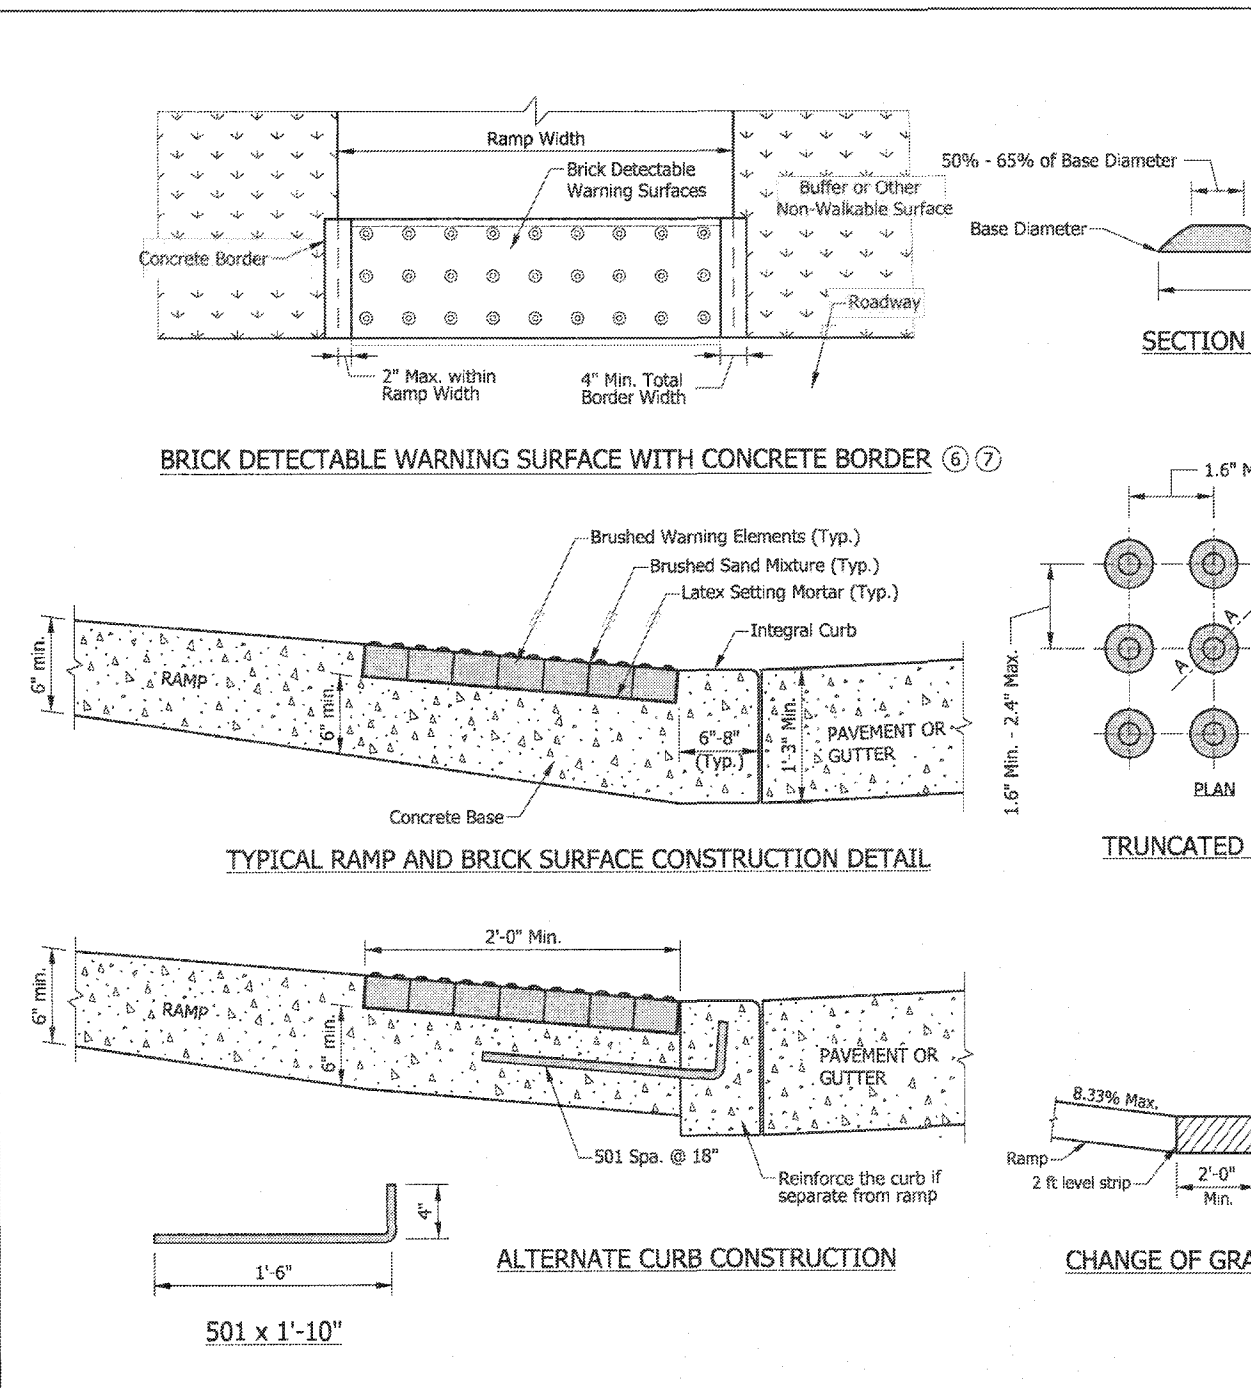 Ramp Width
Brick Detectable
Warning Surfaces
50% - 65% of Base Diameter
Buffer or Other
Non-Walkable Surface
Base Diameter
Concrete Border
Roadway
SECTION
2" Max. within
Ramp Width
4" Min. Total
Border Width
BRICK DETECTABLE WARNING SURFACE WITH CONCRETE BORDER 6 7
1.6" M
Brushed Warning Elements (Typ.)
Brushed Sand Mixture (Typ.)
Latex Setting Mortar (Typ.)
Integral Curb
6" min.
RAMP
6" min.
6"-8"
(Typ.)
1'-3" Min.
PAVEMENT OR
GUTTER
Concrete Base
1.6" Min. - 2.4" Max.
A
A
PLAN
TYPICAL RAMP AND BRICK SURFACE CONSTRUCTION DETAIL
TRUNCATED
2'-0" Min.
6" min.
RAMP
6" min.
PAVEMENT OR
GUTTER
501 Spa. @ 18"
Reinforce the curb if
separate from ramp
8.33% Max.
Ramp
2 ft level strip
2'-0"
Min.
4"
1'-6"
ALTERNATE CURB CONSTRUCTION
CHANGE OF GRA
501 x 1'-10"